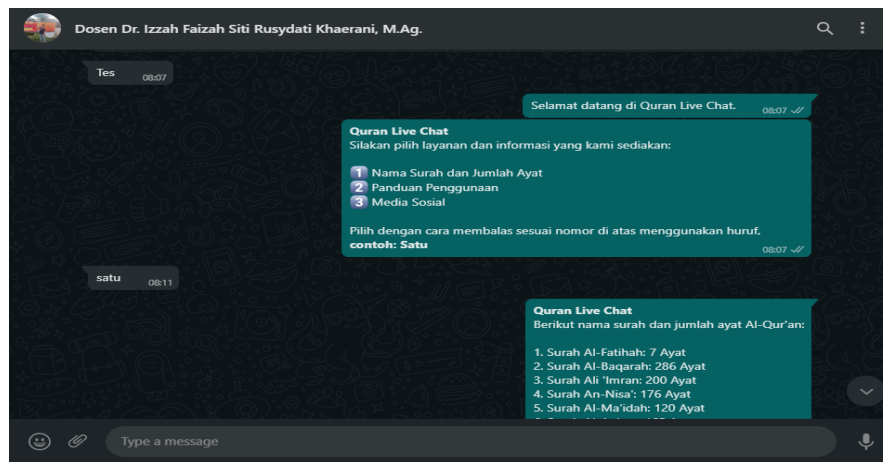 Dosen Dr. Izzah Faizah Siti Rusydati Khaerani, M.Ag.
Tes 08:07
Selamat datang di Quran Live Chat. 08:07
Quran Live Chat
Silakan pilih layanan dan informasi yang kami sediakan:
1 Nama Surah dan Jumlah Ayat
2 Panduan Penggunaan
3 Media Sosial
Pilih dengan cara membalas sesuai nomor di atas menggunakan huruf,
contoh: Satu
08:07
satu 08:11
Quran Live Chat
Berikut nama surah dan jumlah ayat Al-Qur'an:
1. Surah Al-Fatihah: 7 Ayat
2. Surah Al-Baqarah: 286 Ayat
3. Surah Ali 'Imran: 200 Ayat
4. Surah An-Nisa': 176 Ayat
5. Surah Al-Ma'idah: 120 Ayat
Type a message